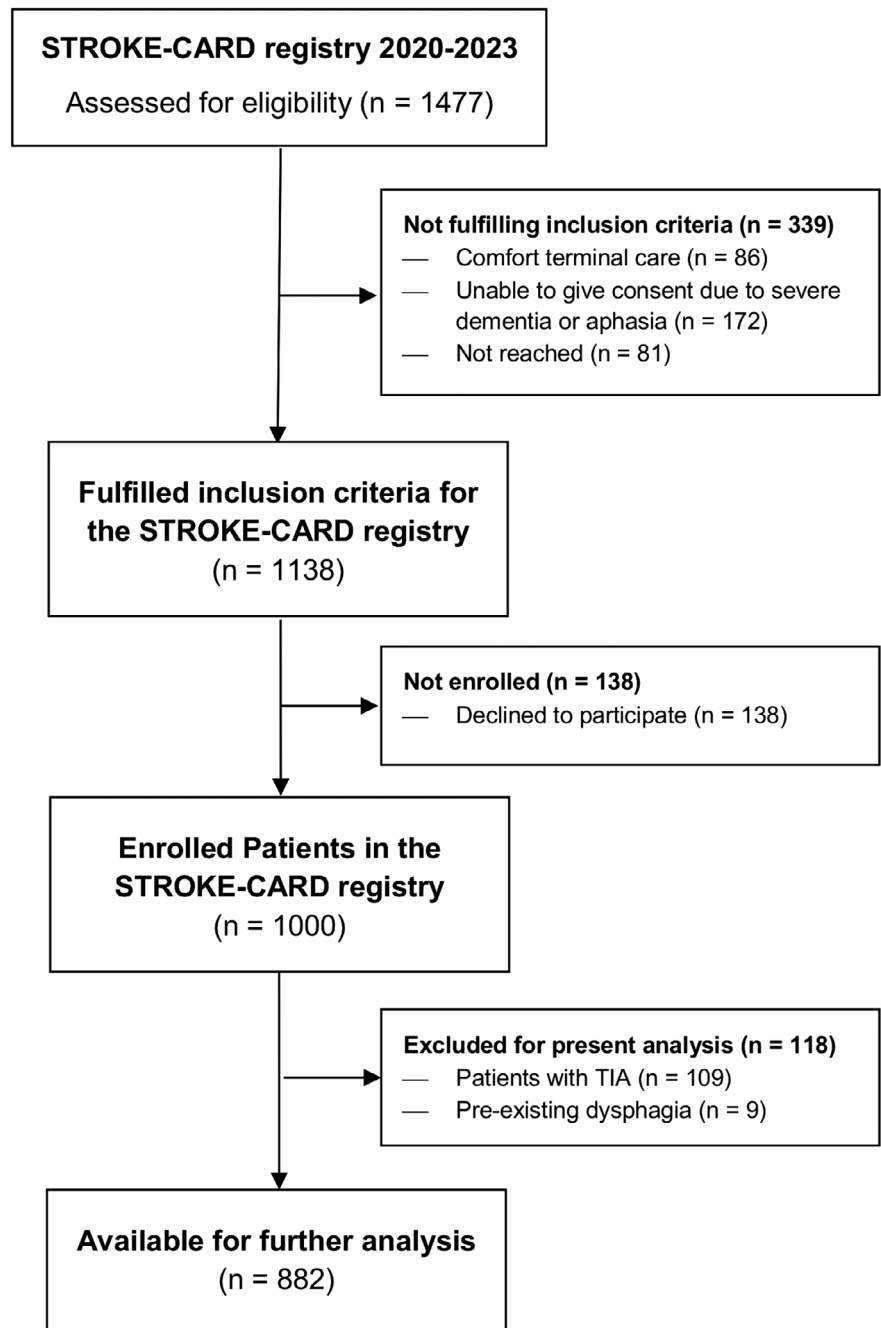 STROKE-CARD registry 2020-2023
Assessed for eligibility (n = 1477)
Not fulfilling inclusion criteria (n = 339)
— Comfort terminal care (n = 86)
— Unable to give consent due to severe
dementia or aphasia (n = 172)
— Not reached (n = 81)
Fulfilled inclusion criteria for
the STROKE-CARD registry
(n = 1138)
Not enrolled (n = 138)
— Declined to participate (n = 138)
Enrolled Patients in the
STROKE-CARD registry
(n = 1000)
Excluded for present analysis (n = 118)
— Patients with TIA (n = 109)
— Pre-existing dysphagia (n = 9)
Available for further analysis
(n = 882)